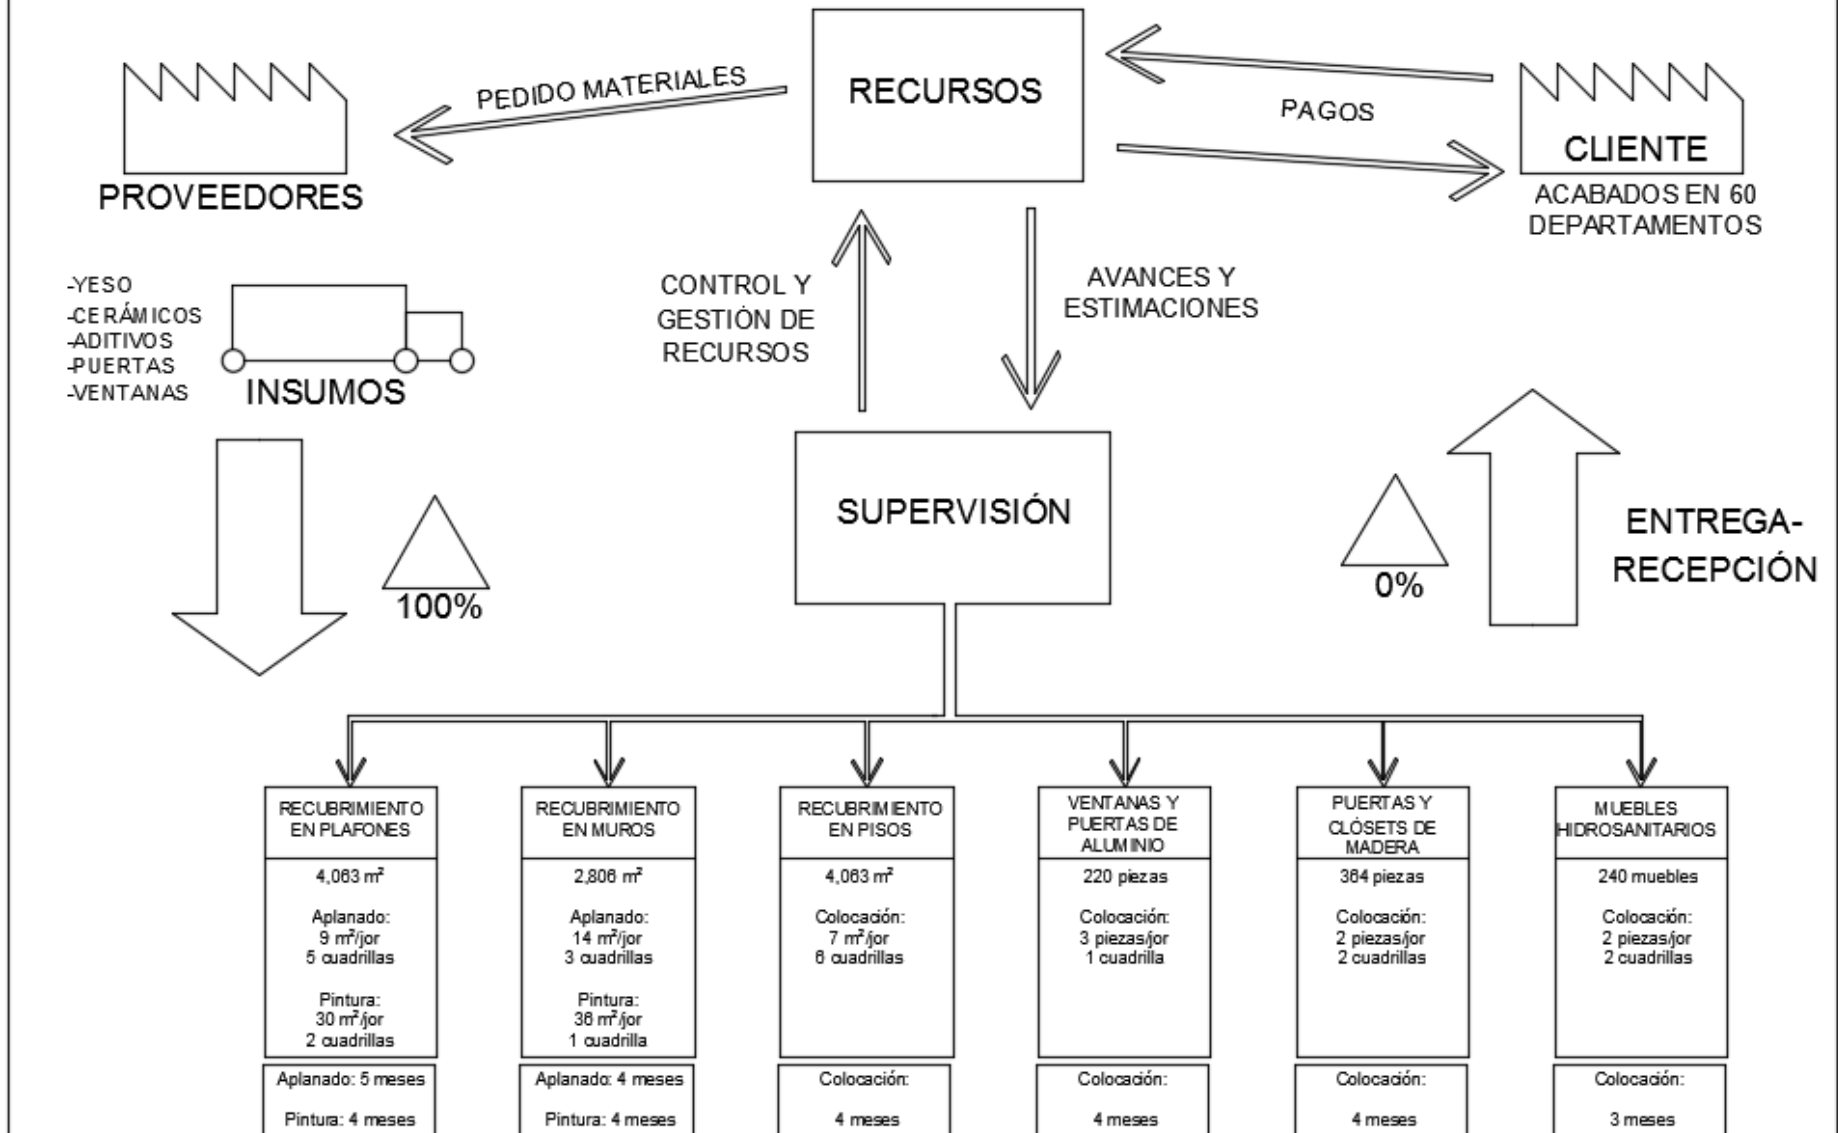 RECURSOS
PEDIDO MATERIALES
PROVEEDORES
PAGOS
CLIENTE
ACABADOS EN 60
DEPARTAMENTOS
-YESO
-CERÁMICOS
-ADITIVOS
-PUERTAS
-VENTANAS
INSUMOS
CONTROL Y
GESTIÓN DE
RECURSOS
AVANCES Y
ESTIMACIONES
SUPERVISIÓN
100%
0%
ENTREGA-
RECEPCIÓN
RECUBRIMIENTO
EN PLAFONES
4,063 m²
Aplanado:
9 m²/jor
5 cuadrillas
Pintura:
30 m²/jor
2 cuadrillas
Aplanado: 5 meses
Pintura: 4 meses
RECUBRIMIENTO
EN MUROS
2,806 m²
Aplanado:
14 m²/jor
3 cuadrillas
Pintura:
36 m²/jor
1 cuadrilla
Aplanado: 4 meses
Pintura: 4 meses
RECUBRIMIENTO
EN PISOS
4,063 m²
Colocación:
7 m²/jor
6 cuadrillas
Colocación:
4 meses
VENTANAS Y
PUERTAS DE
ALUMINIO
220 piezas
Colocación:
3 piezas/jor
1 cuadrilla
Colocación:
4 meses
PUERTAS Y
CLÓSETS DE
MADERA
364 piezas
Colocación:
2 piezas/jor
2 cuadrillas
Colocación:
4 meses
MUEBLES
HIDROSANITARIOS
240 muebles
Colocación:
2 piezas/jor
2 cuadrillas
Colocación:
3 meses